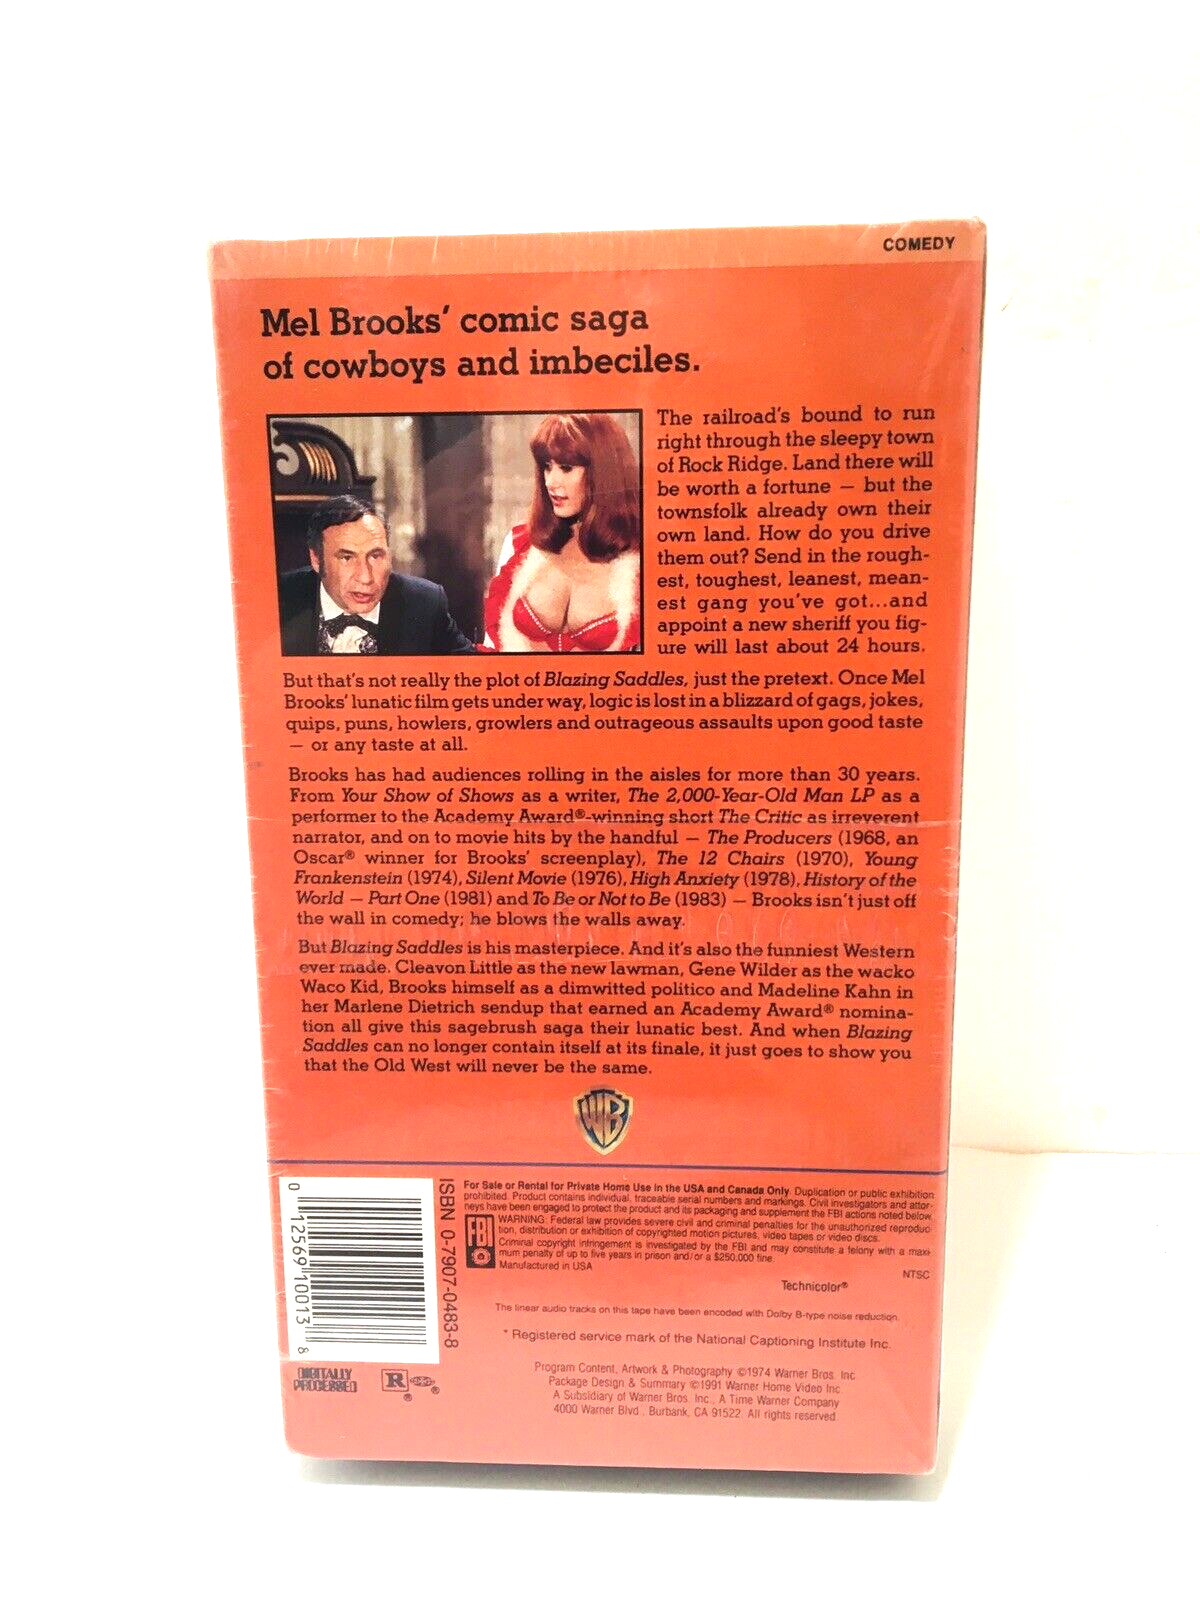 COMEDY
Mel Brooks' comic saga
of cowboys and imbeciles.
The railroad's bound to run
right through the sleepy town
of Rock Ridge. Land there will
be worth a fortune — but the
townsfolk already own their
own land. How do you drive
them out? Send in the rough-
est, toughest, leanest, mean-
est gang you've got...and
appoint a new sheriff you fig-
ure will last about 24 hours.
But that's not really the plot of Blazing Saddles, just the pretext. Once Mel
Brooks' lunatic film gets under way, logic is lost in a blizzard of gags, jokes,
quips, puns, howlers, growlers and outrageous assaults upon good taste
— or any taste at all.
Brooks has had audiences rolling in the aisles for more than 30 years.
From Your Show of Shows as a writer, The 2,000-Year-Old Man LP as a
performer to the Academy Award®-winning short The Critic as irreverent
narrator, and on to movie hits by the handful — The Producers (1968, an
Oscar® winner for Brooks' screenplay), The 12 Chairs (1970), Young
Frankenstein (1974), Silent Movie (1976), High Anxiety (1978), History of the
World — Part One (1981) and To Be or Not to Be (1983) — Brooks isn't just off
the wall in comedy; he blows the walls away.
But Blazing Saddles is his masterpiece. And it's also the funniest Western
ever made. Cleavon Little as the new lawman, Gene Wilder as the wacko
Waco Kid, Brooks himself as a dimwitted politico and Madeline Kahn in
her Marlene Dietrich sendup that earned an Academy Award® nomina-
tion all give this sagebrush saga their lunatic best. And when Blazing
Saddles can no longer contain itself at its finale, it just goes to show you
that the Old West will never be the same.
WB
0 12569 10013 8
ISBN 0-7907-0483-8
For Sale or Rental for Private Home Use in the USA and Canada Only. Duplication or public exhibition
prohibited. Product contains individual, traceable serial numbers and markings. Civil investigators and attor-
neys have been engaged to protect the product and its packaging and supplement the FBI actions noted below.
FBI
WARNING: Federal law provides severe civil and criminal penalties for the unauthorized reproduc-
tion, distribution or exhibition of copyrighted motion pictures, video tapes or video discs.
Criminal copyright infringement is investigated by the FBI and may constitute a felony with a maxi-
mum penalty of up to five years in prison and/or a $250,000 fine.
Manufactured in USA
NTSC
Technicolor®
The linear audio tracks on this tape have been encoded with Dolby B-type noise reduction.
* Registered service mark of the National Captioning Institute Inc.
DIGITALLY
PROCESSED
R
®
®
Program Content, Artwork & Photography ©1974 Warner Bros. Inc.
Package Design & Summary ©1991 Warner Home Video Inc.
A Subsidiary of Warner Bros. Inc., A Time Warner Company
4000 Warner Blvd., Burbank, CA 91522. All rights reserved.